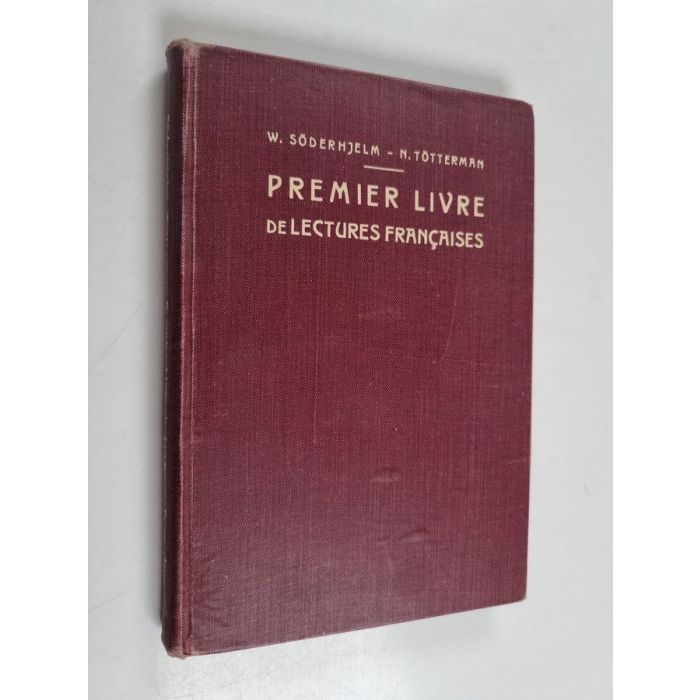 W. SÖDERHJELM – N. TÖTTERMAN
PREMIER LIVRE
DE LECTURES FRANÇAISES